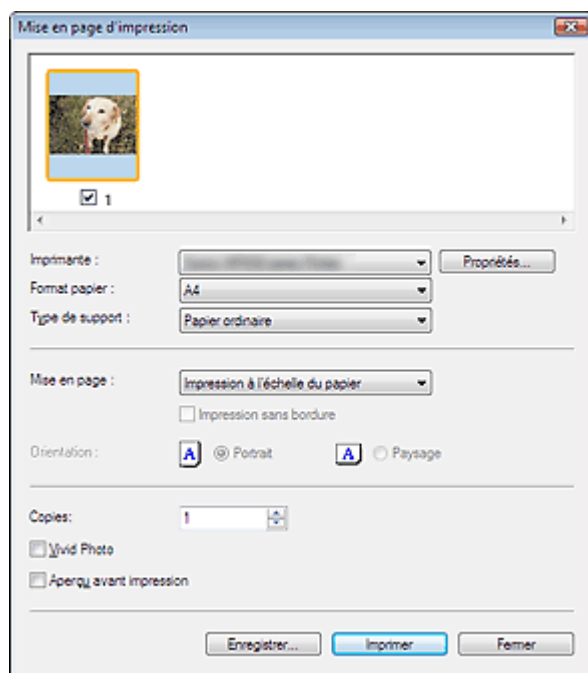 Mise en page d'impression
1
Imprimante :
Propriétés...
Format papier :
A4
Type de support :
Papier ordinaire
Mise en page :
Impression à l'échelle du papier
Impression sans bordure
Orientation :
A
Portrait
A
Paysage
Copies:
1
Vivid Photo
Aperçu avant impression
Enregistrer...
Imprimer
Fermer